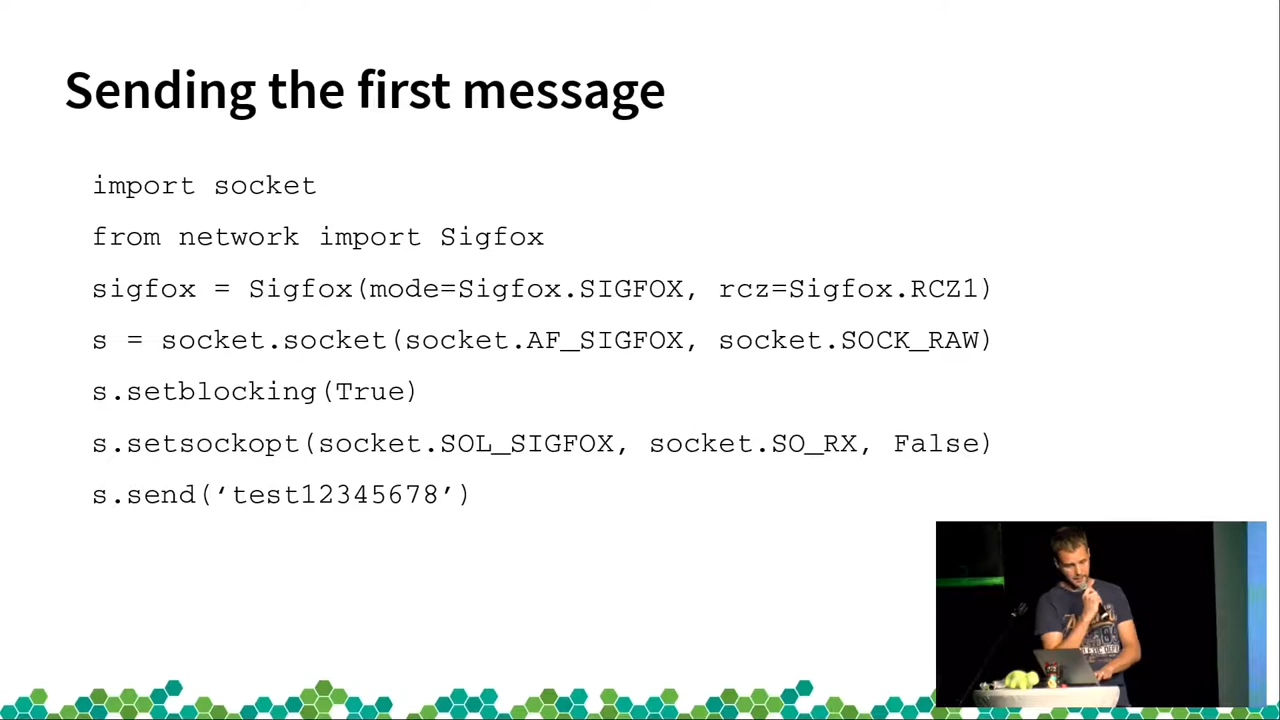 Sending the first message
import socket
from network import Sigfox
sigfox = Sigfox(mode=Sigfox.SIGFOX, rcz=Sigfox.RCZ1)
s = socket.socket(socket.AF_SIGFOX, socket.SOCK_RAW)
s.setblocking(True)
s.setsockopt(socket.SOL_SIGFOX, socket.SO_RX, False)
s.send(‘test12345678’)